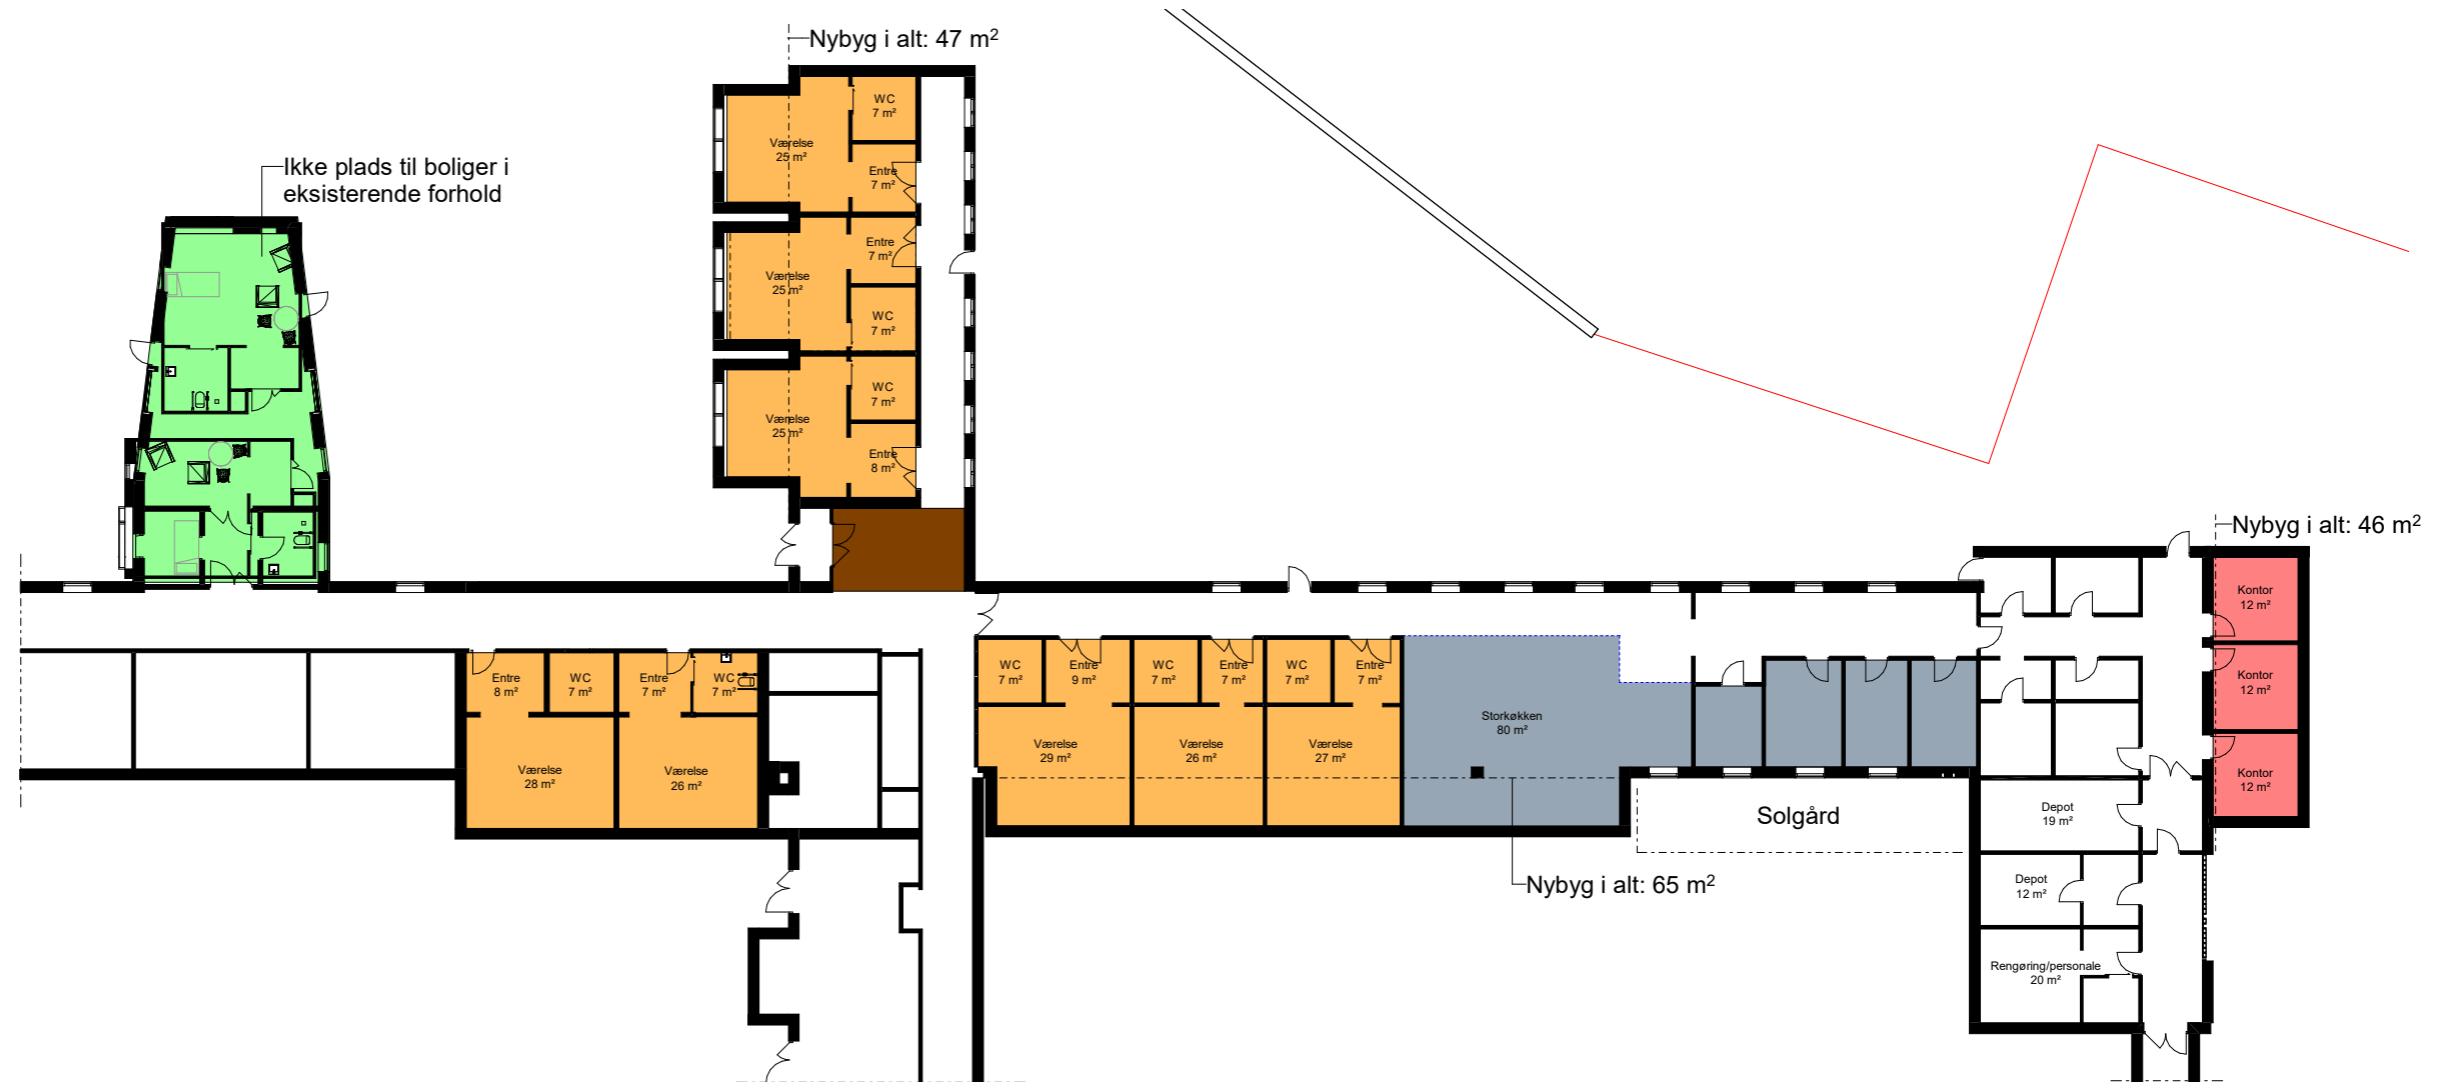 Nybyg i alt: 47 m²
Ikke plads til boliger i
eksisterende forhold
WC
7 m²
Værelse
25 m²
Entre
7 m²
Entre
7 m²
Værelse
25 m²
WC
7 m²
WC
7 m²
Værelse
25 m²
Entre
8 m²
Nybyg i alt: 46 m²
Kontor
12 m²
Kontor
12 m²
Kontor
12 m²
Entre
8 m²
WC
7 m²
Entre
7 m²
WC
7 m²
Værelse
28 m²
Værelse
26 m²
WC
7 m²
Entre
9 m²
WC
7 m²
Entre
7 m²
WC
7 m²
Entre
7 m²
Værelse
29 m²
Værelse
26 m²
Værelse
27 m²
Storkøkken
80 m²
Solgård
Nybyg i alt: 65 m²
Depot
19 m²
Depot
12 m²
Rengøring/personale
20 m²